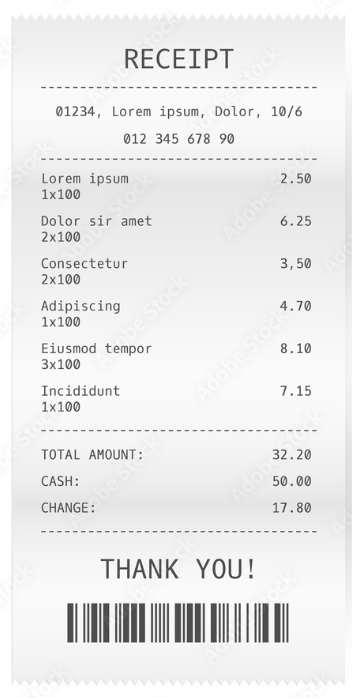 RECEIPT
01234, Lorem ipsum, Dolor, 10/6
012 345 678 90
Lorem ipsum 2.50
1x100
Dolor sir amet 6.25
2x100
Consectetur 3,50
2x100
Adipiscing 4.70
1x100
Eiusmod tempor 8.10
3x100
Incididunt 7.15
1x100
TOTAL AMOUNT: 32.20
CASH: 50.00
CHANGE: 17.80
THANK YOU!